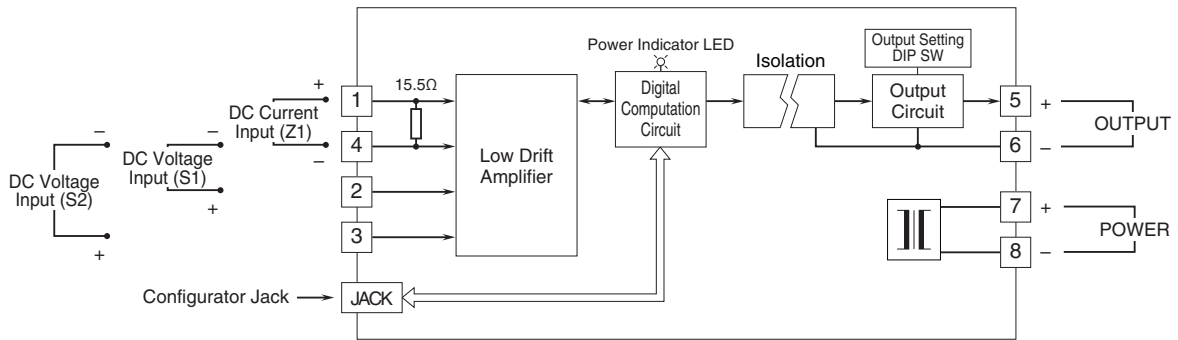 Power Indicator LED
Output Setting
DIP SW
Isolation
+
1
15.5Ω
Digital
Computation
Circuit
Output
Circuit
5
+
DC Current
Input (Z1)
OUTPUT
–
–
–
4
6
–
DC Voltage
Input (S1)
Low Drift
Amplifier
DC Voltage
Input (S2)
2
7
+
+
3
POWER
+
8
–
Configurator Jack
JACK